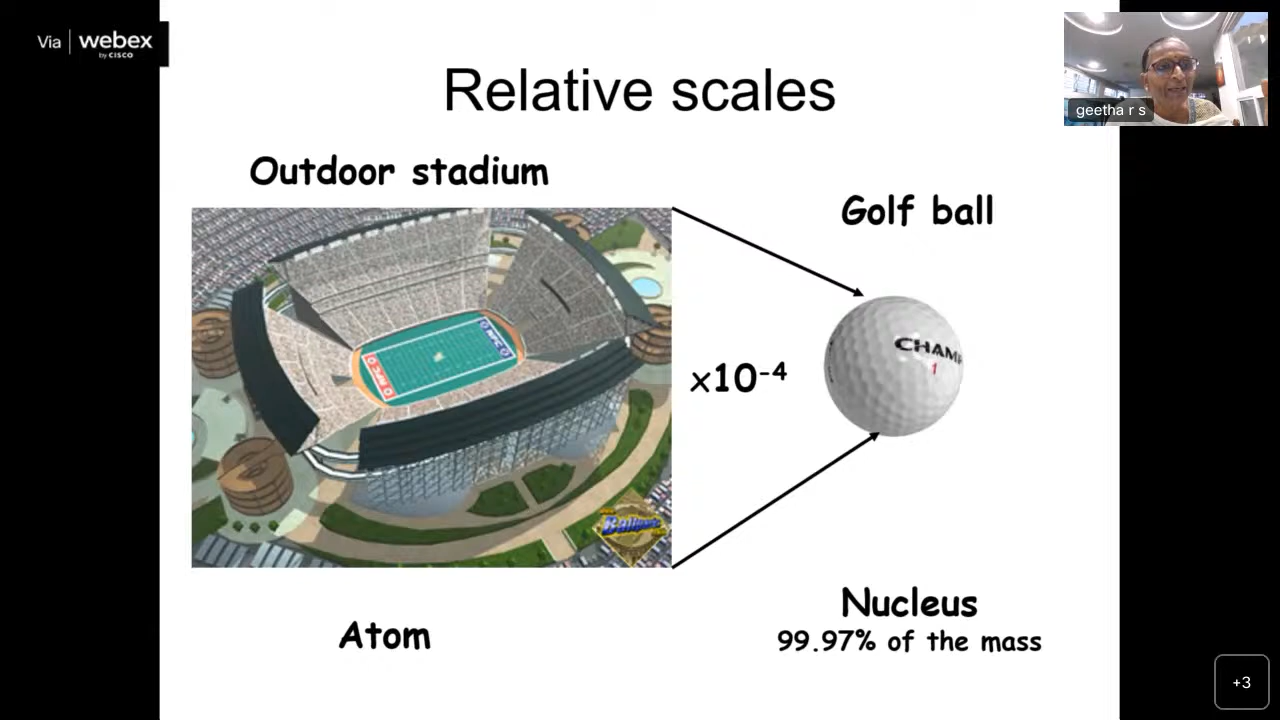 Via | webex
by CISCO
geetha r s
Relative scales
Outdoor stadium
Golf ball
NFC
CHAMP
1
x10⁻⁴
Atom
Nucleus
99.97% of the mass
+3